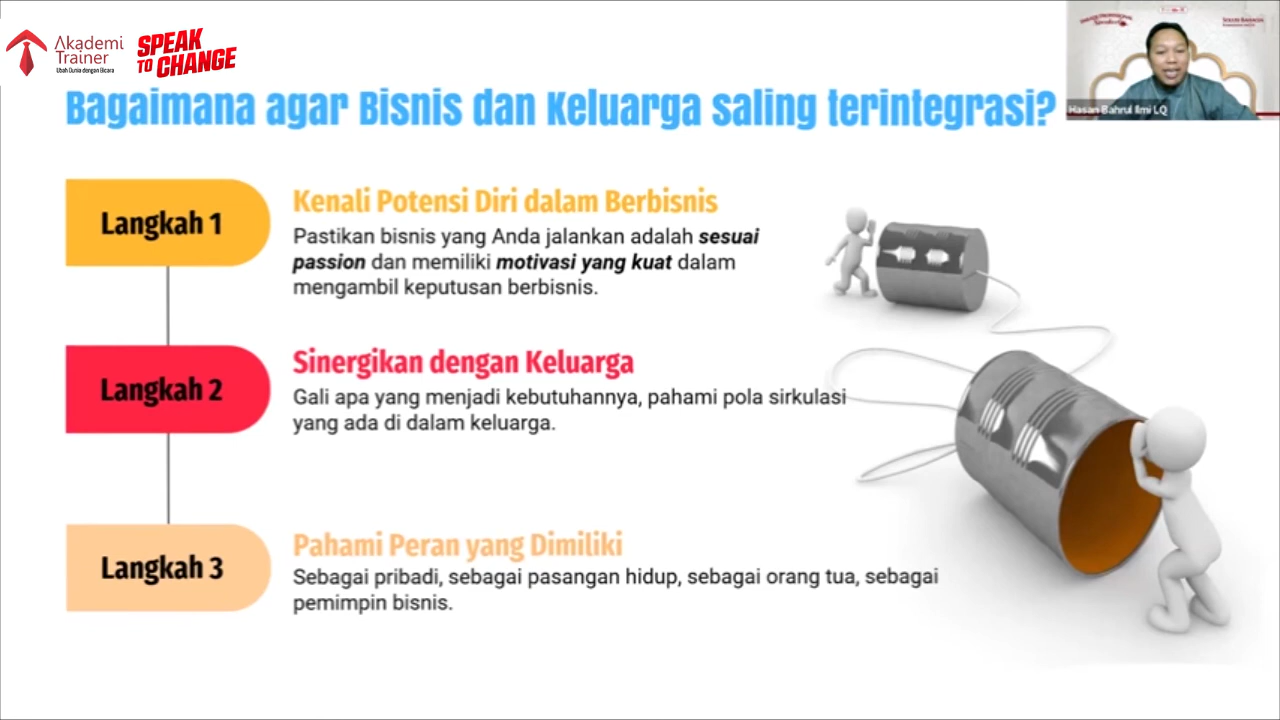 Akademi
Trainer
Ubah Dunia dengan Bicara
SPEAK
TO CHANGE
Bagaimana agar Bisnis dan Keluarga saling terintegrasi?
Hasan Bahrul Ilmi LQ
Langkah 1
Kenali Potensi Diri dalam Berbisnis
Pastikan bisnis yang Anda jalankan adalah sesuai
passion dan memiliki motivasi yang kuat dalam
mengambil keputusan berbisnis.
Langkah 2
Sinergikan dengan Keluarga
Gali apa yang menjadi kebutuhannya, pahami pola sirkulasi
yang ada di dalam keluarga.
Langkah 3
Pahami Peran yang Dimiliki
Sebagai pribadi, sebagai pasangan hidup, sebagai orang tua, sebagai
pemimpin bisnis.